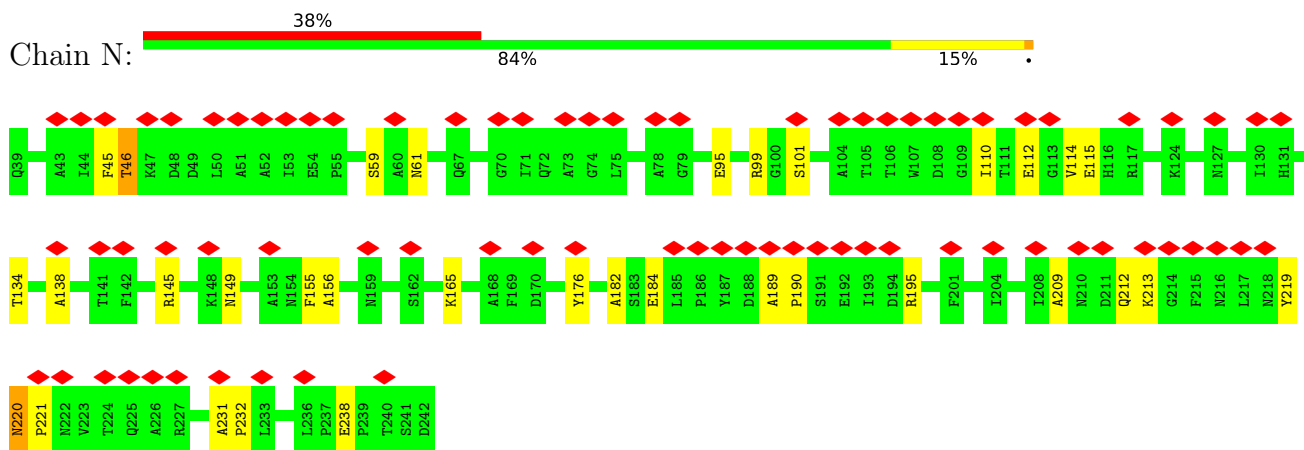 38%
Chain N:
84% 15% •
Q39 A43 I44 F45 T46 K47 D48 D49 L50 A51 A52 I53 E54 P55 S59 A60 N61 Q67 G70 I71 Q72 A73 G74 L75 A78 G79 E95 R99 G100 S101 A104 T105 T106 W107 D108 G109 I110 T111 E112 G113 V114 E115 H116 R117 K124 N127 I130 H131
T134 A138 T141 F142 R145 K148 N149 A153 N154 F155 A156 N159 S162 K165 A168 F169 D170 Y176 A182 S183 E184 L185 P186 Y187 D188 A189 P190 S191 E192 I193 D194 R195 F201 I204 I208 A209 N210 D211 Q212 K213 G214 F215 N216 L217 N218 Y219
N220 P221 N222 V223 T224 Q225 A226 R227 A231 P232 L233 L236 P237 E238 P239 T240 S241 D242